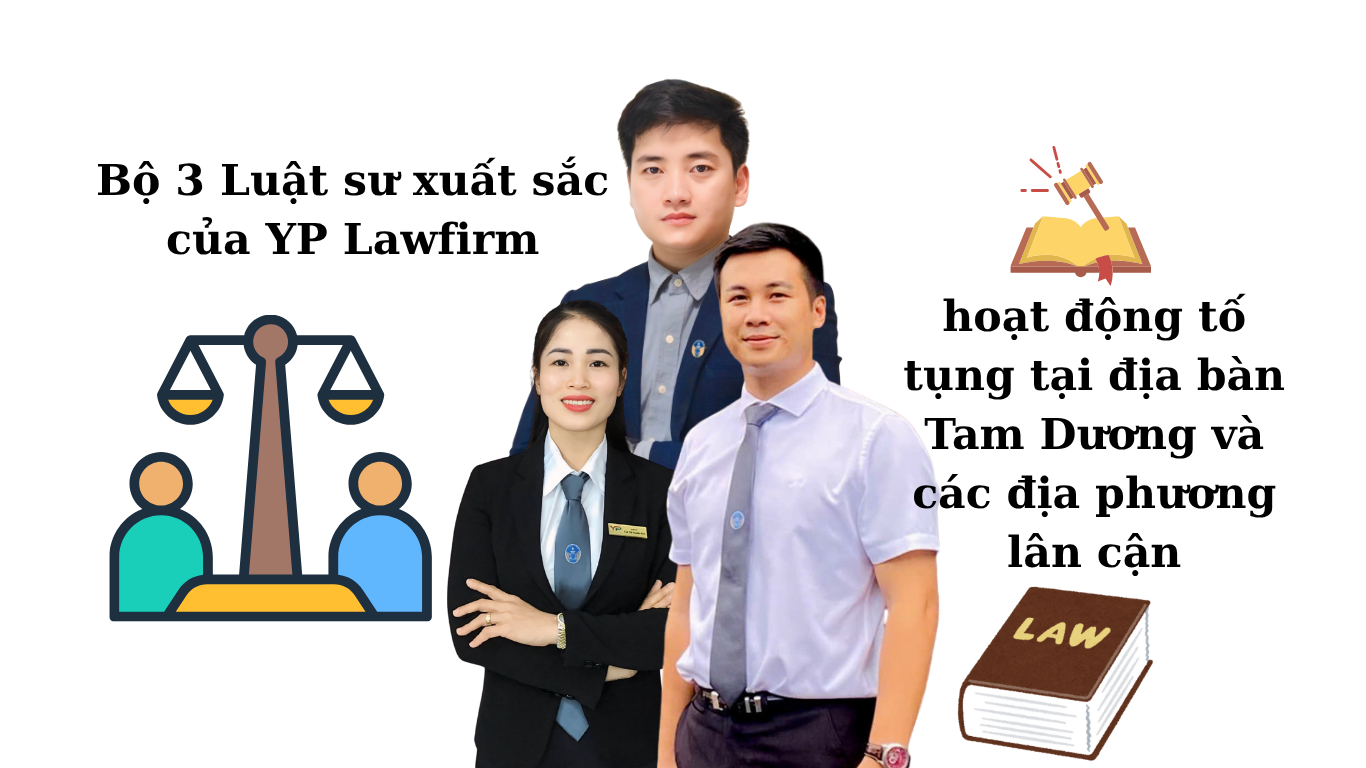 Bộ 3 Luật sư xuất sắc
của YP Lawfirm
hoạt động tố
tụng tại địa bàn
Tam Dương và
các địa phương
lân cận
YP
LAW